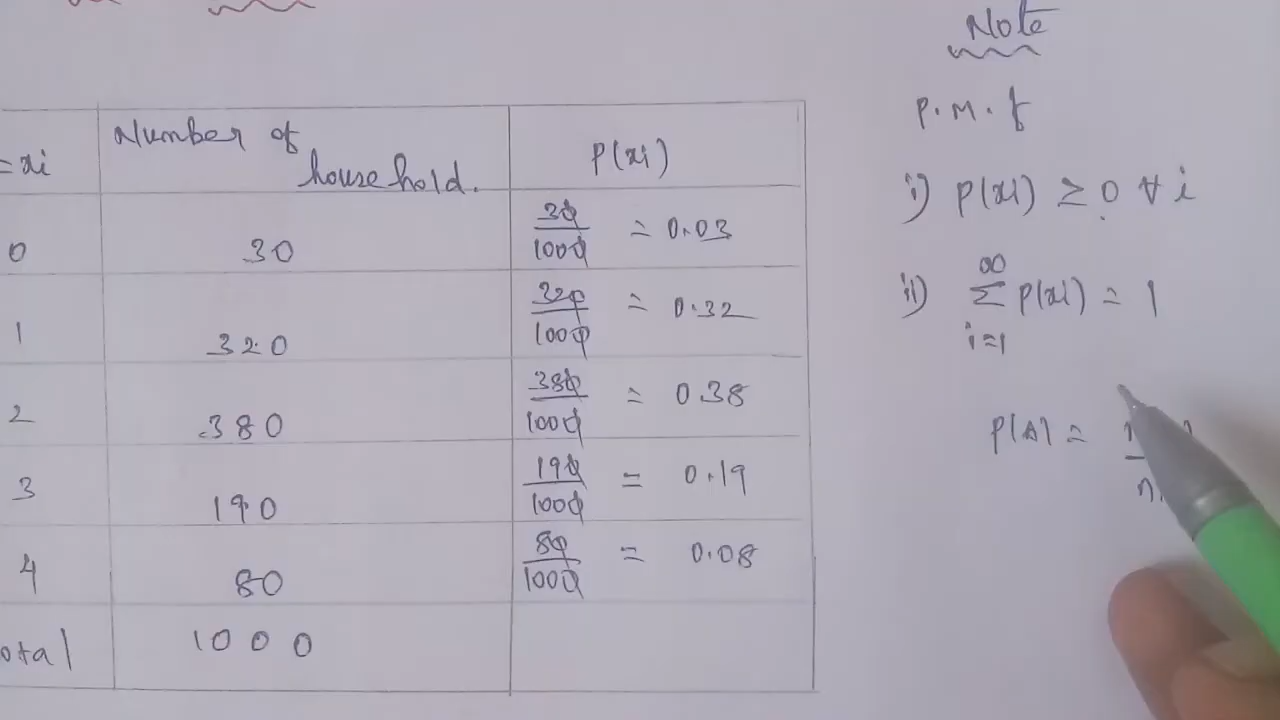 Note
P.M.f
i) P(xi) ≥ 0 ∀ i
ii) ∞ Σ i=1 P(xi) = 1
P(A) =
=xi Number of household. P(xi)
0 30 30/1000 = 0.03
1 320 320/1000 = 0.32
2 380 380/1000 = 0.38
3 190 190/1000 = 0.19
4 80 80/1000 = 0.08
otal 1000